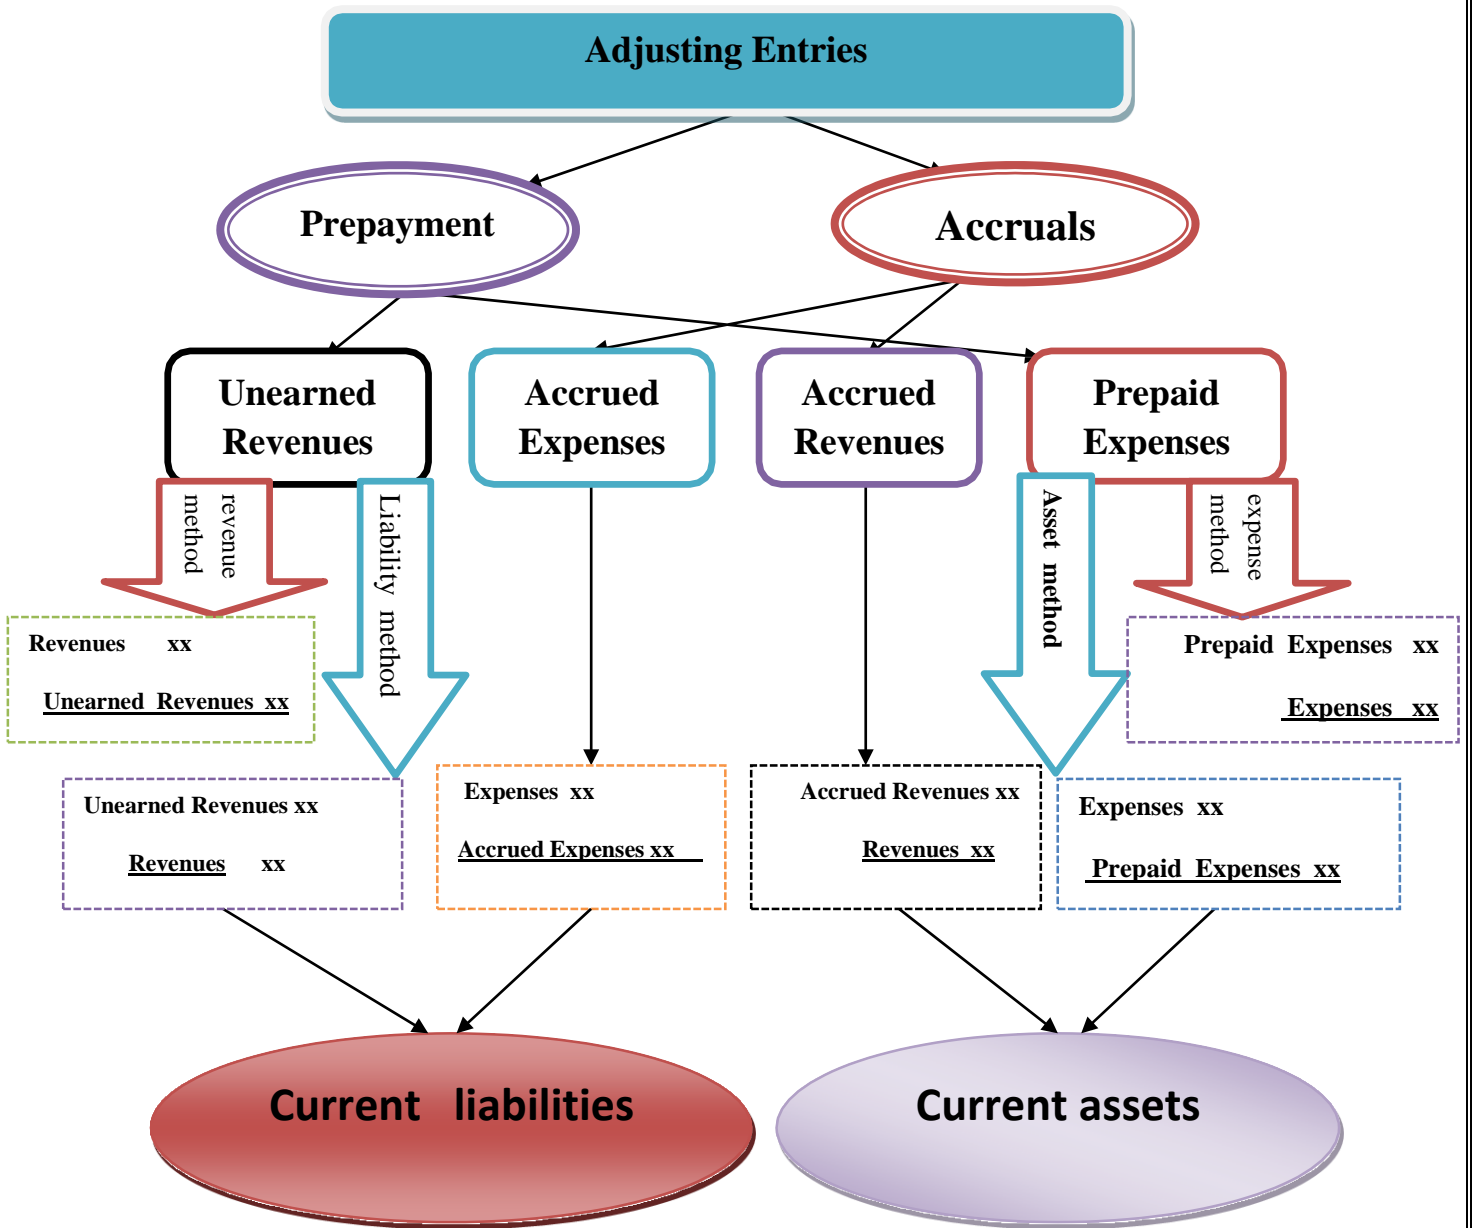 Adjusting Entries
Prepayment
Accruals
Unearned
Revenues
Accrued
Expenses
Accrued
Revenues
Prepaid
Expenses
revenue
method
Liability method
Asset method
expense
method
Revenues xx
Unearned Revenues xx
Prepaid Expenses xx
Expenses xx
Unearned Revenues xx
Revenues xx
Expenses xx
Accrued Expenses xx
Accrued Revenues xx
Revenues xx
Expenses xx
Prepaid Expenses xx
Current liabilities
Current assets